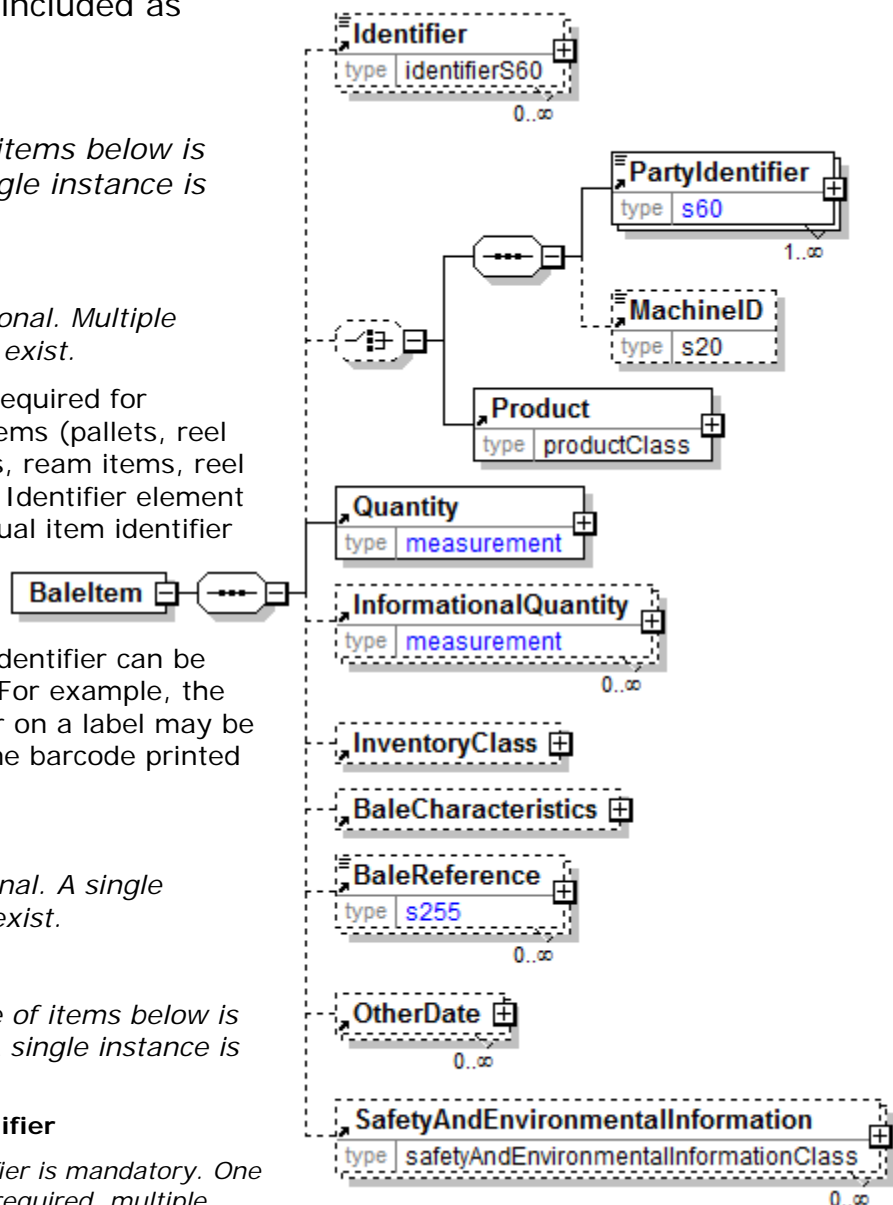 included as
items below is
gle instance is
onal. Multiple
exist.
equired for
ems (pallets, reel
s, ream items, reel
Identifier element
ual item identifier
dentifier can be
For example, the
r on a label may be
he barcode printed
nal. A single
exist.
e of items below is
single instance is
ifier
fier is mandatory. One
required, multiple
Identifier
type identifierS60
0..∞
PartyIdentifier
type s60
1..∞
MachineID
type s20
Product
type productClass
Quantity
type measurement
BaleItem
InformationalQuantity
type measurement
0..∞
InventoryClass
BaleCharacteristics
BaleReference
type s255
0..∞
OtherDate
0..∞
SafetyAndEnvironmentalInformation
type safetyAndEnvironmentalInformationClass
0..∞